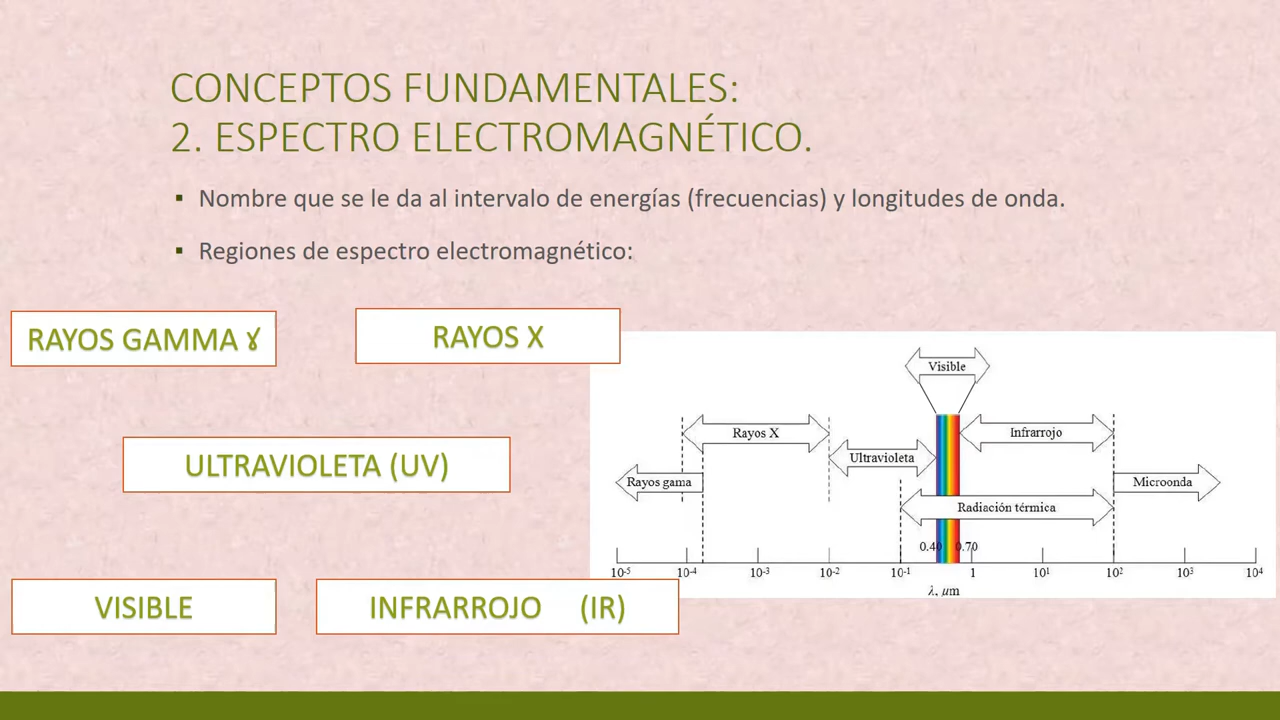 CONCEPTOS FUNDAMENTALES:
2. ESPECTRO ELECTROMAGNÉTICO.
▪ Nombre que se le da al intervalo de energías (frecuencias) y longitudes de onda.
▪ Regiones de espectro electromagnético:
RAYOS GAMMA ɤ
RAYOS X
ULTRAVIOLETA (UV)
VISIBLE
INFRARROJO (IR)
Visible
Rayos X
Infrarrojo
Ultravioleta
Rayos gama
Microonda
Radiación térmica
0.40 0.70
10-5 10-4 10-3 10-2 10-1 1 101 102 103 104
λ, μm